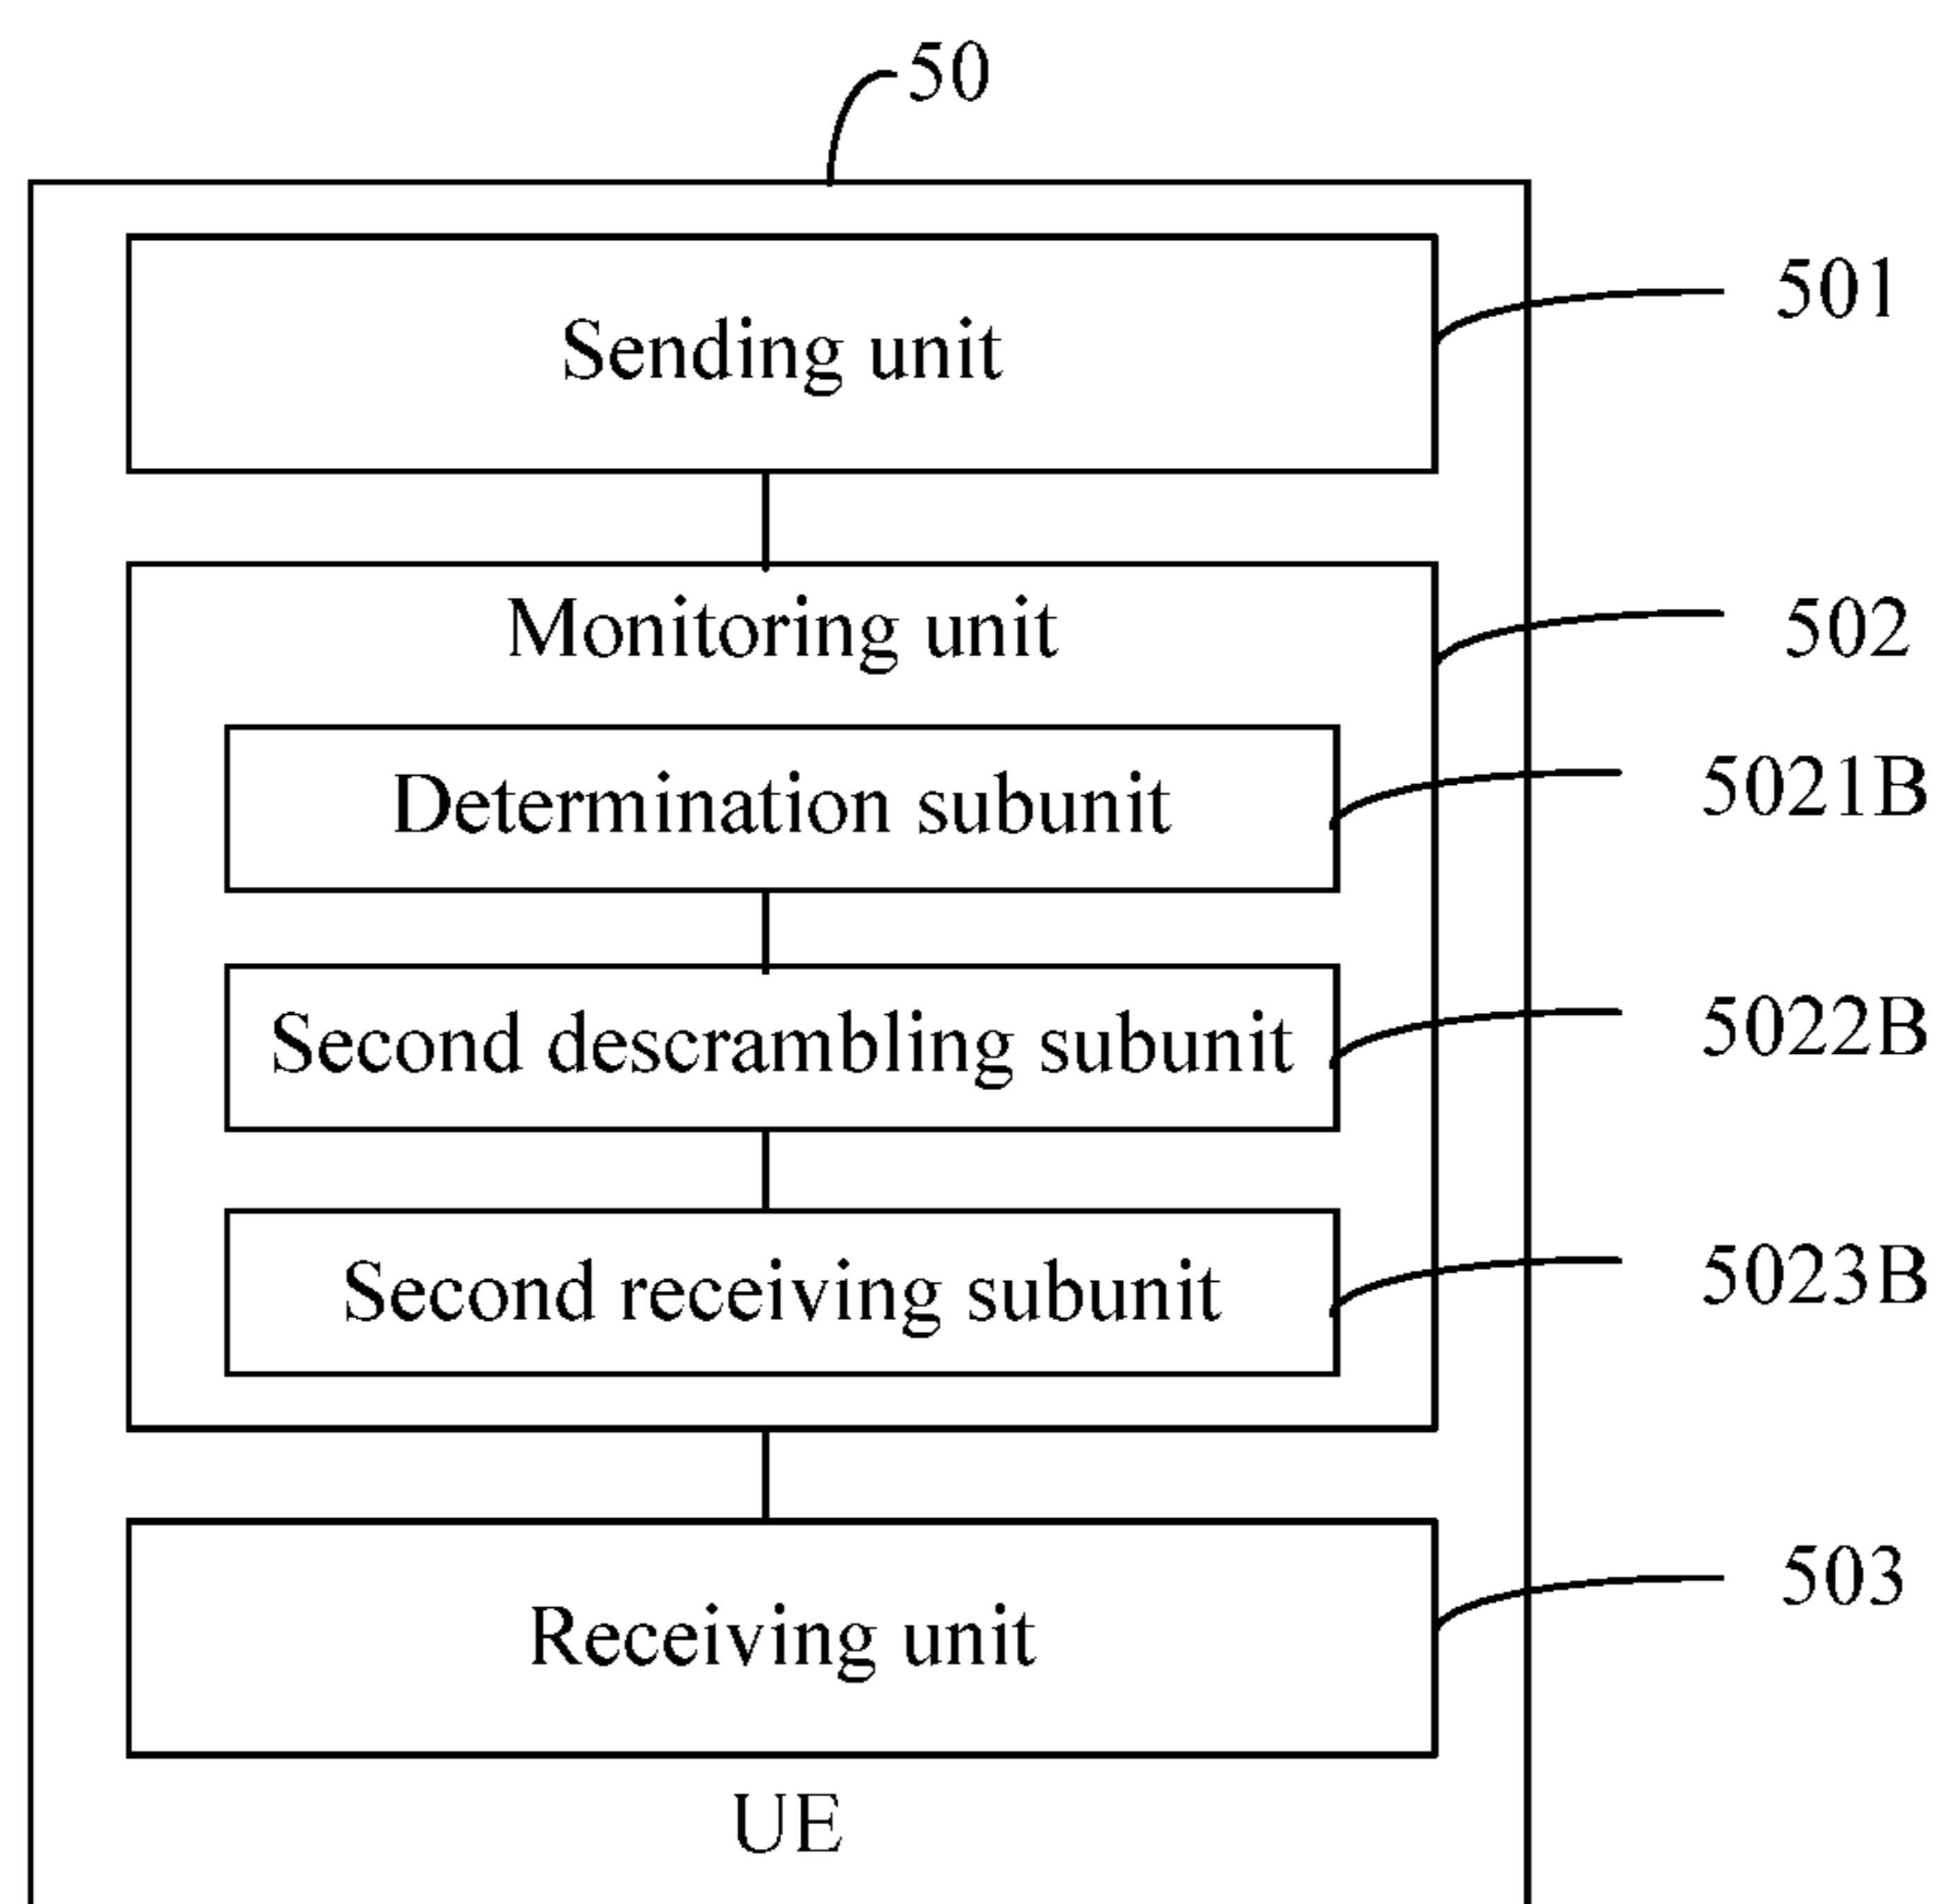 50
Sending unit
501
Monitoring unit
502
Determination subunit
5021B
Second descrambling subunit
5022B
Second receiving subunit
5023B
Receiving unit
503
UE